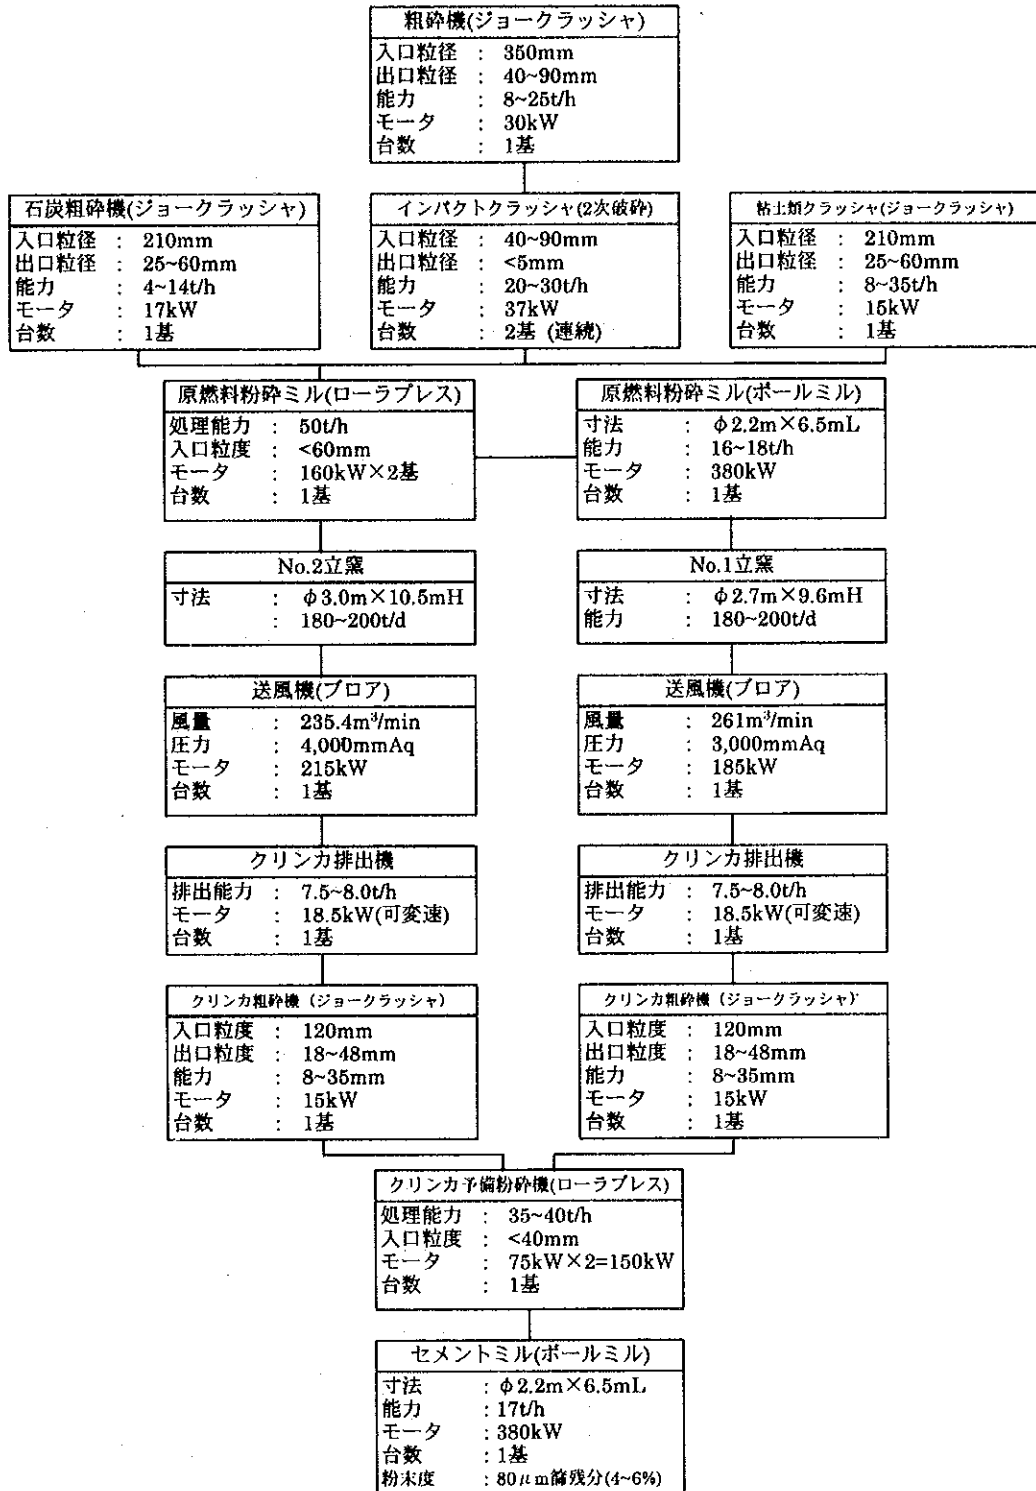 粗砕機(ジョークラッシャ)
入口粒径 : 350mm
出口粒径 : 40~90mm
能力 : 8~25t/h
モータ : 30kW
台数 : 1基
石炭粗砕機(ジョークラッシャ)
入口粒径 : 210mm
出口粒径 : 25~60mm
能力 : 4~14t/h
モータ : 17kW
台数 : 1基
インパクトクラッシャ(2次破砕)
入口粒径 : 40~90mm
出口粒径 : <5mm
能力 : 20~30t/h
モータ : 37kW
台数 : 2基 (連続)
粘土類クラッシャ(ジョークラッシャ)
入口粒径 : 210mm
出口粒径 : 25~60mm
能力 : 8~35t/h
モータ : 15kW
台数 : 1基
原燃料粉砕ミル(ローラプレス)
処理能力 : 50t/h
入口粒度 : <60mm
モータ : 160kW×2基
台数 : 1基
原燃料粉砕ミル(ボールミル)
寸法 : φ2.2m×6.5mL
能力 : 16~18t/h
モータ : 380kW
台数 : 1基
No.2立窯
寸法 : φ3.0m×10.5mH
: 180~200t/d
No.1立窯
寸法 : φ2.7m×9.6mH
能力 : 180~200t/d
送風機(ブロア)
風量 : 235.4m³/min
圧力 : 4,000mmAq
モータ : 215kW
台数 : 1基
送風機(ブロア)
風量 : 261m³/min
圧力 : 3,000mmAq
モータ : 185kW
台数 : 1基
クリンカ排出機
排出能力 : 7.5~8.0t/h
モータ : 18.5kW(可変速)
台数 : 1基
クリンカ排出機
排出能力 : 7.5~8.0t/h
モータ : 18.5kW(可変速)
台数 : 1基
クリンカ粗砕機 (ジョークラッシャ)
入口粒度 : 120mm
出口粒度 : 18~48mm
能力 : 8~35mm
モータ : 15kW
台数 : 1基
クリンカ粗砕機 (ジョークラッシャ)
入口粒度 : 120mm
出口粒度 : 18~48mm
能力 : 8~35mm
モータ : 15kW
台数 : 1基
クリンカ予備粉砕機(ローラプレス)
処理能力 : 35~40t/h
入口粒度 : <40mm
モータ : 75kW×2=150kW
台数 : 1基
セメントミル(ボールミル)
寸法 : φ2.2m×6.5mL
能力 : 17t/h
モータ : 380kW
台数 : 1基
粉末度 : 80μm篩残分(4~6%)